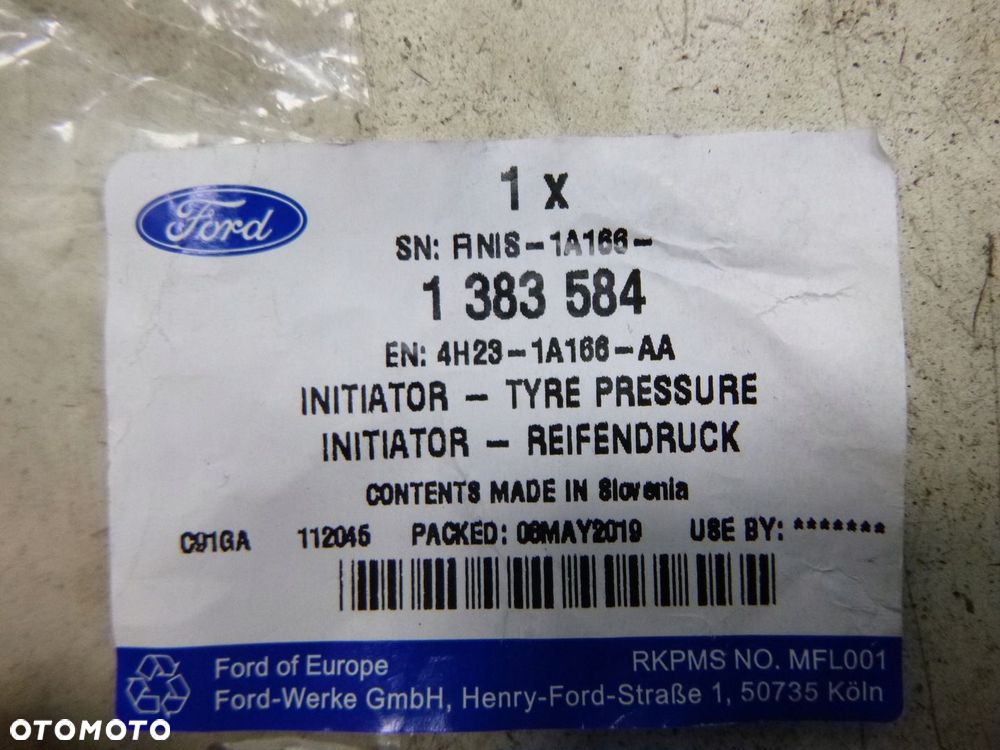 Ford
1 x
SN: FINIS-1A166-
1 383 584
EN: 4H23-1A166-AA
INITIATOR - TYRE PRESSURE
INITIATOR - REIFENDRUCK
CONTENTS MADE IN Slovenia
C91GA 112045 PACKED: 08MAY2019 USE BY: *******
Ford of Europe RKPMS NO. MFL001
Ford-Werke GmbH, Henry-Ford-Straße 1, 50735 Köln
OTOMOTO